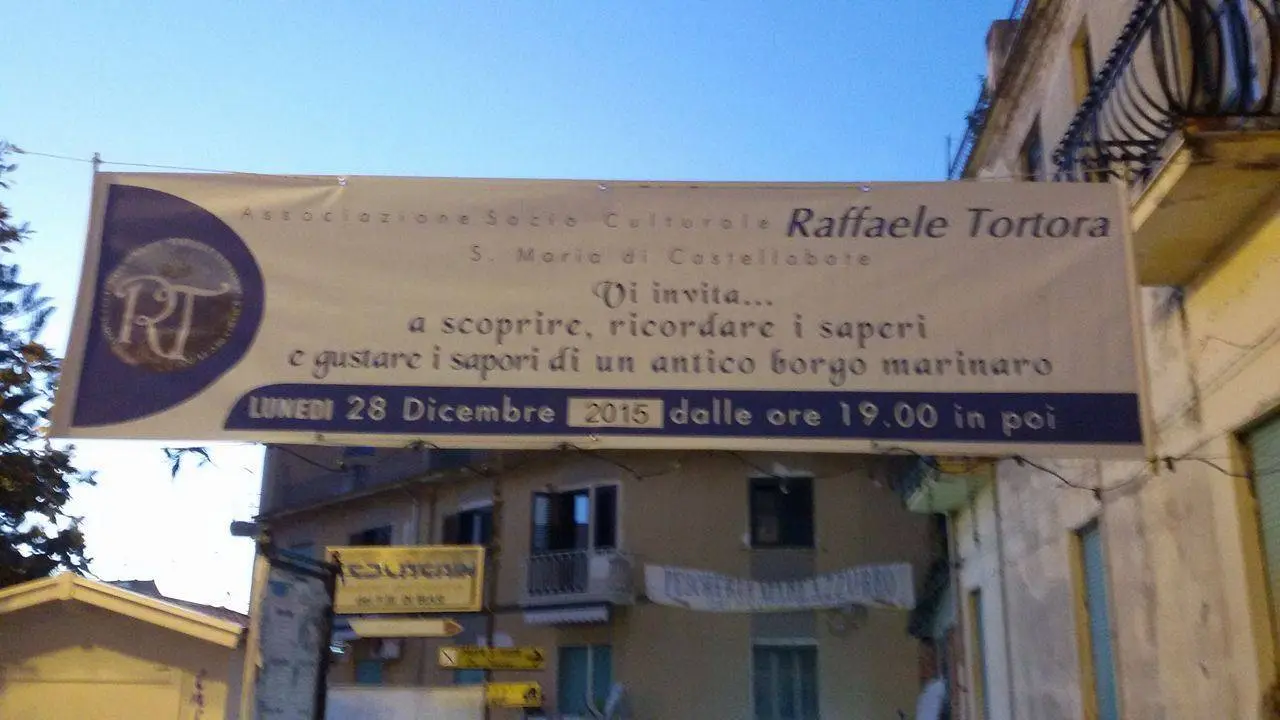 Associazione Socio Culturale Raffaele Tortora
S. Maria di Castellabate
Vi invita...
a scoprire, ricordare i saperi
e gustare i sapori di un antico borgo marinaro
LUNEDI 28 Dicembre 2015 dalle ore 19.00 in poi
RT